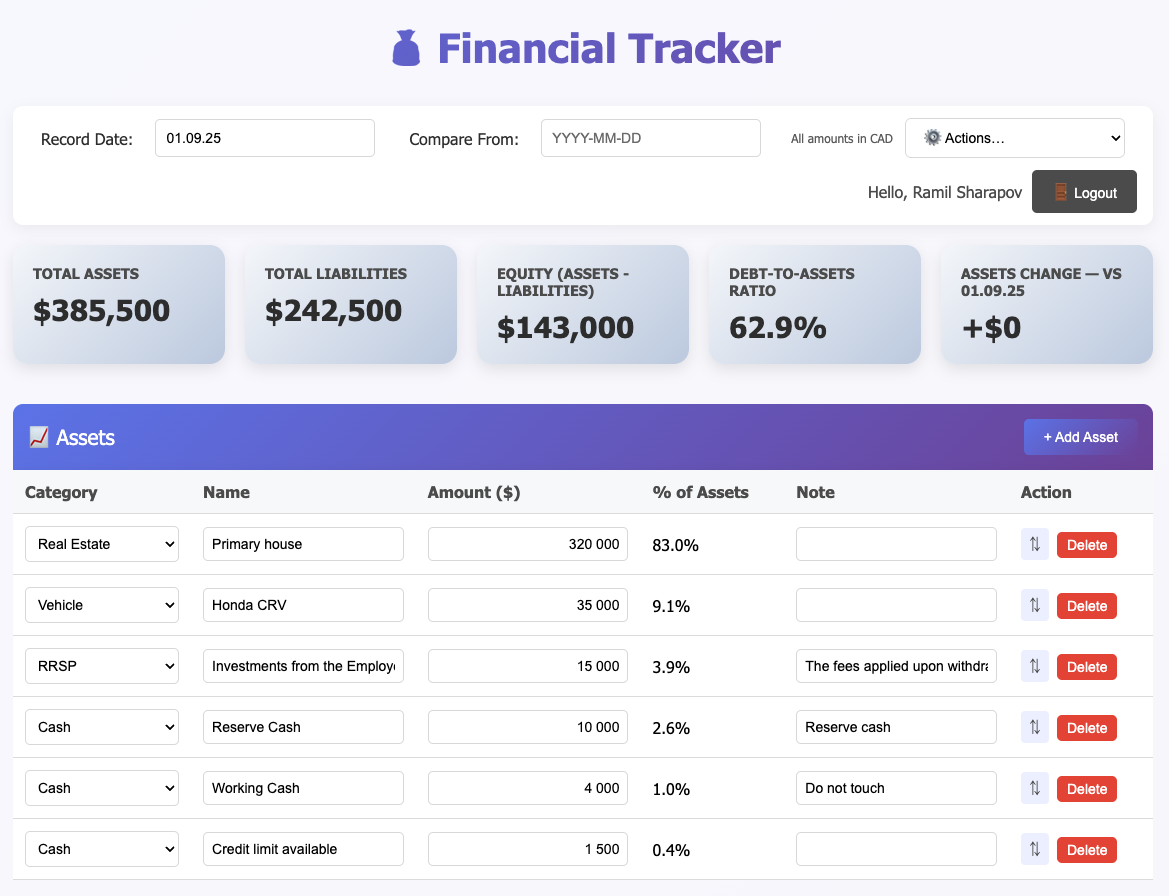 Financial Tracker
Record Date: 01.09.25 Compare From: YYYY-MM-DD All amounts in CAD Actions…
Hello, Ramil Sharapov Logout
TOTAL ASSETS
$385,500
TOTAL LIABILITIES
$242,500
EQUITY (ASSETS -
LIABILITIES)
$143,000
DEBT-TO-ASSETS
RATIO
62.9%
ASSETS CHANGE — VS
01.09.25
+$0
Assets + Add Asset
Category Name Amount ($) % of Assets Note Action
Real Estate Primary house 320 000 83.0% Delete
Vehicle Honda CRV 35 000 9.1% Delete
RRSP Investments from the Employe 15 000 3.9% The fees applied upon withdra Delete
Cash Reserve Cash 10 000 2.6% Reserve cash Delete
Cash Working Cash 4 000 1.0% Do not touch Delete
Cash Credit limit available 1 500 0.4% Delete